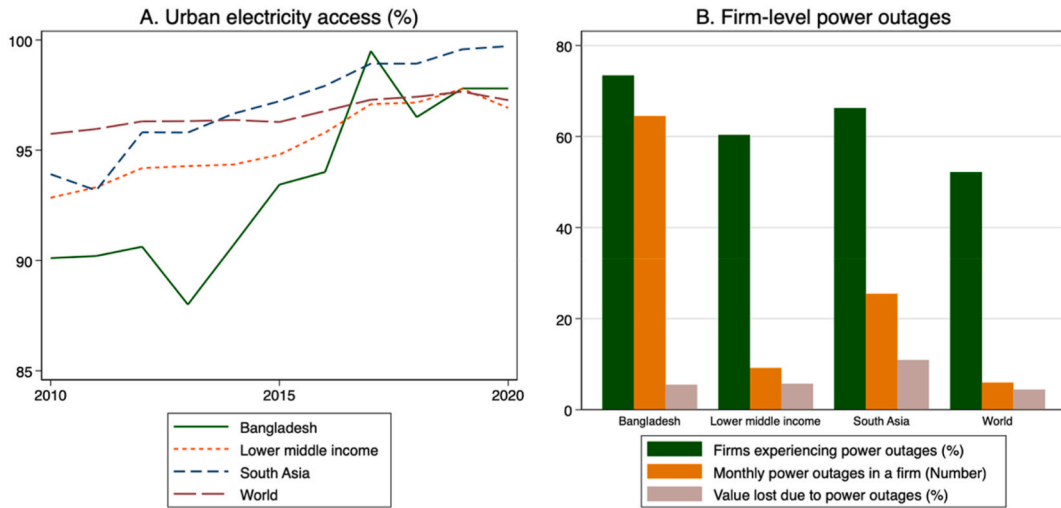 A. Urban electricity access (%)
100
95
90
85
2010
2015
2020
Bangladesh
Lower middle income
South Asia
World
B. Firm-level power outages
80
60
40
20
0
Bangladesh
Lower middle income
South Asia
World
Firms experiencing power outages (%)
Monthly power outages in a firm (Number)
Value lost due to power outages (%)